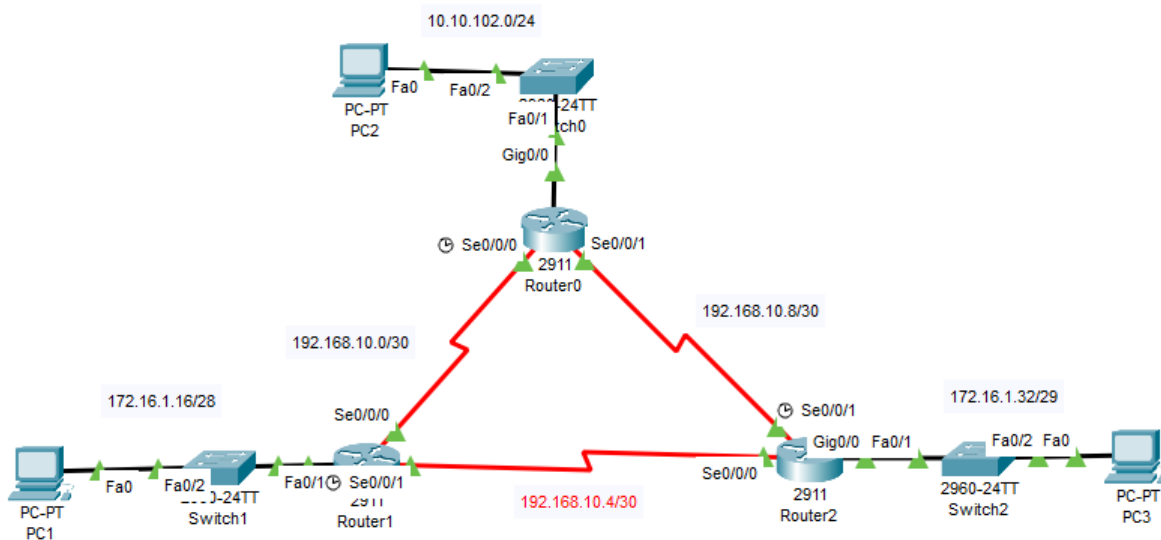 10.10.102.0/24
Fa0
Fa0/2
PC-PT
PC2
-24TT
Fa0/1
Gig0/0
Se0/0/0
Se0/0/1
2911
Router0
192.168.10.0/30
192.168.10.8/30
172.16.1.16/28
172.16.1.32/29
Se0/0/0
Se0/0/1
Gig0/0
Fa0/1
Fa0/2
Fa0
Fa0
Fa0/2
Fa0/1
Se0/0/1
Se0/0/0
PC-PT
PC1
Switch1
2911
Router1
192.168.10.4/30
2911
Router2
2960-24TT
Switch2
PC-PT
PC3